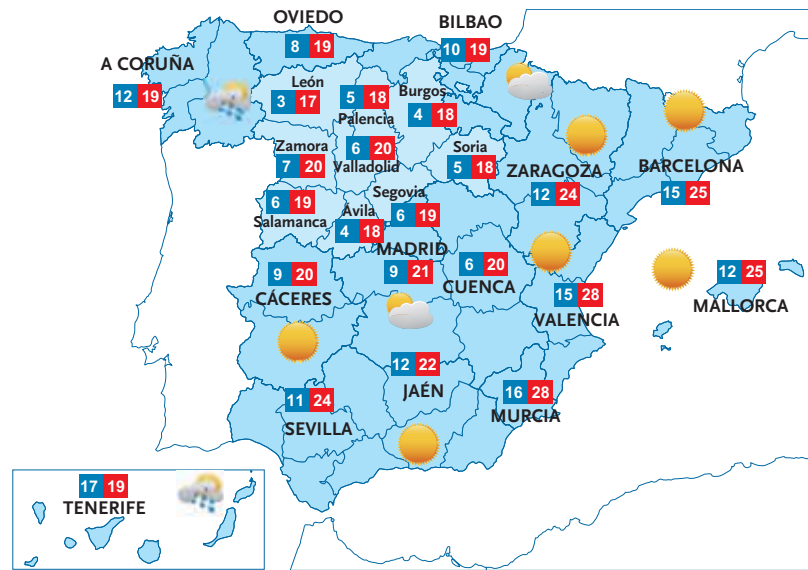 OVIEDO
8 19
BILBAO
10 19
A CORUÑA
12 19
León
3 17
5 18
Palencia
Burgos
4 18
Zamora
7 20
6 20
Valladolid
Soria
5 18
ZARAGOZA
12 24
BARCELONA
15 25
6 19
Salamanca
Ávila
4 18
Segovia
6 19
MADRID
9 21
9 20
CÁCERES
6 20
CUENCA
15 28
VALENCIA
12 25
MALLORCA
12 22
JAÉN
11 24
SEVILLA
16 28
MURCIA
17 19
TENERIFE